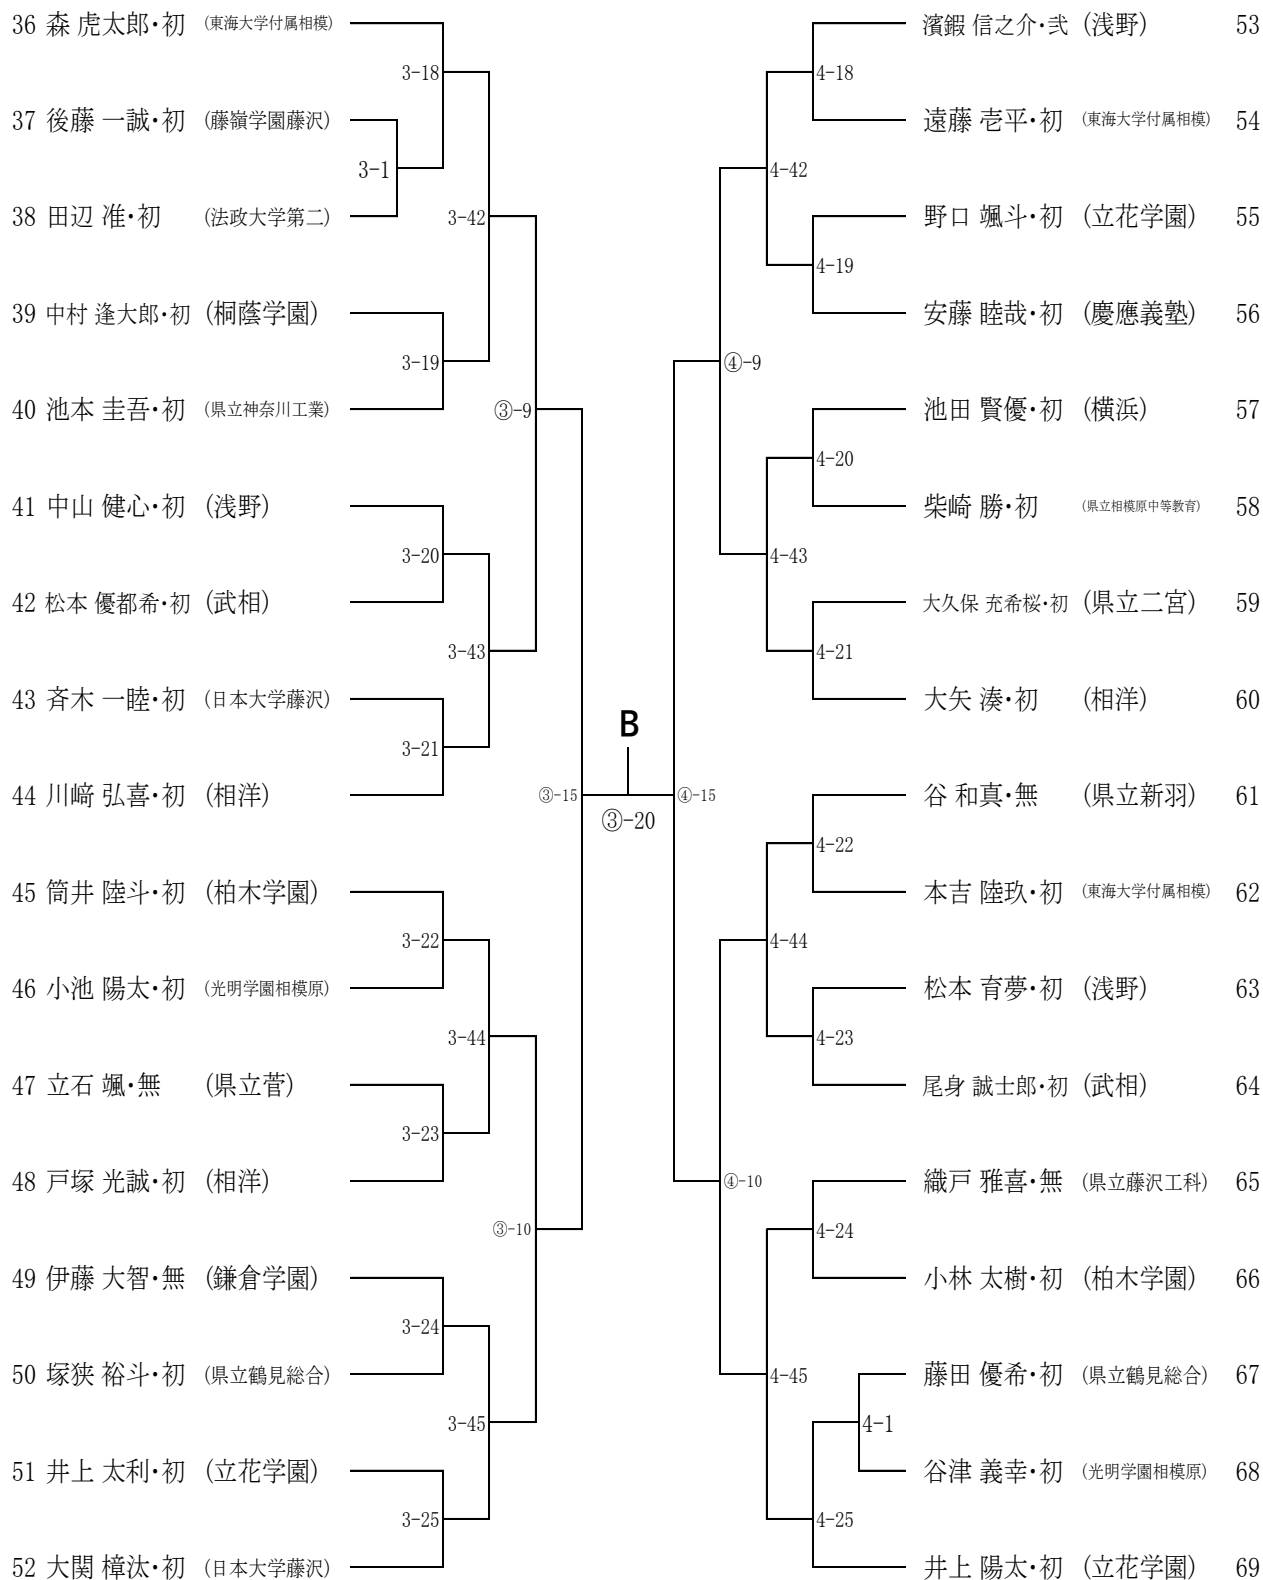 36 森 虎太郎・初 (東海大学付属相模)
3-18
37 後藤 一誠・初 (藤嶺学園藤沢)
3-1
38 田辺 准・初 (法政大学第二)
3-42
39 中村 逢大郎・初 (桐蔭学園)
3-19
40 池本 圭吾・初 (県立神奈川工業)
③-9
41 中山 健心・初 (浅野)
3-20
42 松本 優都希・初 (武相)
3-43
43 斉木 一睦・初 (日本大学藤沢)
3-21
44 川﨑 弘喜・初 (相洋)
③-15
45 筒井 陸斗・初 (柏木学園)
3-22
46 小池 陽太・初 (光明学園相模原)
3-44
47 立石 颯・無 (県立菅)
3-23
48 戸塚 光誠・初 (相洋)
③-10
49 伊藤 大智・無 (鎌倉学園)
3-24
50 塚狭 裕斗・初 (県立鶴見総合)
3-45
51 井上 太利・初 (立花学園)
3-25
52 大関 樟汰・初 (日本大学藤沢)
B
③-20
濱鍜 信之介・弐 (浅野) 53
4-18
遠藤 壱平・初 (東海大学付属相模) 54
4-42
野口 颯斗・初 (立花学園) 55
4-19
安藤 睦哉・初 (慶應義塾) 56
④-9
池田 賢優・初 (横浜) 57
4-20
柴崎 勝・初 (県立相模原中等教育) 58
4-43
大久保 充希桜・初 (県立二宮) 59
4-21
大矢 湊・初 (相洋) 60
④-15
谷 和真・無 (県立新羽) 61
4-22
本吉 陸玖・初 (東海大学付属相模) 62
4-44
松本 育夢・初 (浅野) 63
4-23
尾身 誠士郎・初 (武相) 64
④-10
織戸 雅喜・無 (県立藤沢工科) 65
4-24
小林 太樹・初 (柏木学園) 66
4-45
藤田 優希・初 (県立鶴見総合) 67
4-1
谷津 義幸・初 (光明学園相模原) 68
4-25
井上 陽太・初 (立花学園) 69